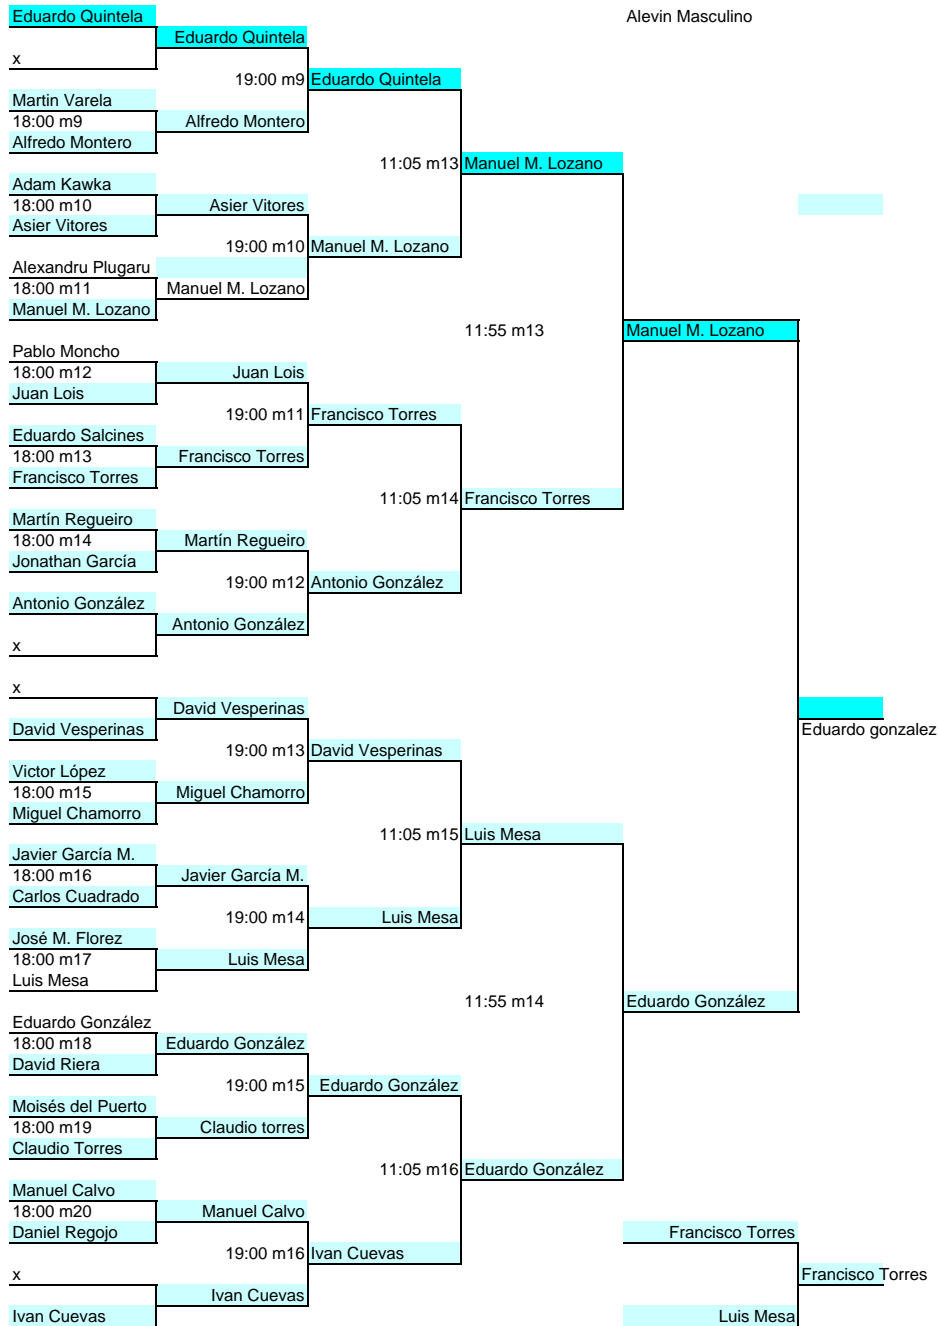 Eduardo Quintela
Alevin Masculino
Eduardo Quintela
x
19:00 m9 Eduardo Quintela
Martin Varela
18:00 m9
Alfredo Montero
Alfredo Montero
11:05 m13 Manuel M. Lozano
Adam Kawka
18:00 m10
Asier Vitores
Asier Vitores
19:00 m10 Manuel M. Lozano
Alexandru Plugaru
18:00 m11
Manuel M. Lozano
Manuel M. Lozano
11:55 m13
Manuel M. Lozano
Pablo Moncho
18:00 m12
Juan Lois
Juan Lois
19:00 m11 Francisco Torres
Eduardo Salcines
18:00 m13
Francisco Torres
Francisco Torres
11:05 m14 Francisco Torres
Martín Regueiro
18:00 m14
Martín Regueiro
Jonathan García
19:00 m12 Antonio González
Antonio González
Antonio González
x
x
David Vesperinas
David Vesperinas
Eduardo gonzalez
19:00 m13 David Vesperinas
Victor López
18:00 m15
Miguel Chamorro
Miguel Chamorro
11:05 m15 Luis Mesa
Javier García M.
18:00 m16
Javier García M.
Carlos Cuadrado
19:00 m14
Luis Mesa
José M. Florez
18:00 m17
Luis Mesa
Luis Mesa
11:55 m14
Eduardo González
Eduardo González
18:00 m18
Eduardo González
David Riera
19:00 m15
Eduardo González
Moisés del Puerto
18:00 m19
Claudio torres
Claudio Torres
11:05 m16 Eduardo González
Manuel Calvo
18:00 m20
Manuel Calvo
Daniel Regojo
Francisco Torres
19:00 m16 Ivan Cuevas
x
Francisco Torres
Ivan Cuevas
Ivan Cuevas
Luis Mesa